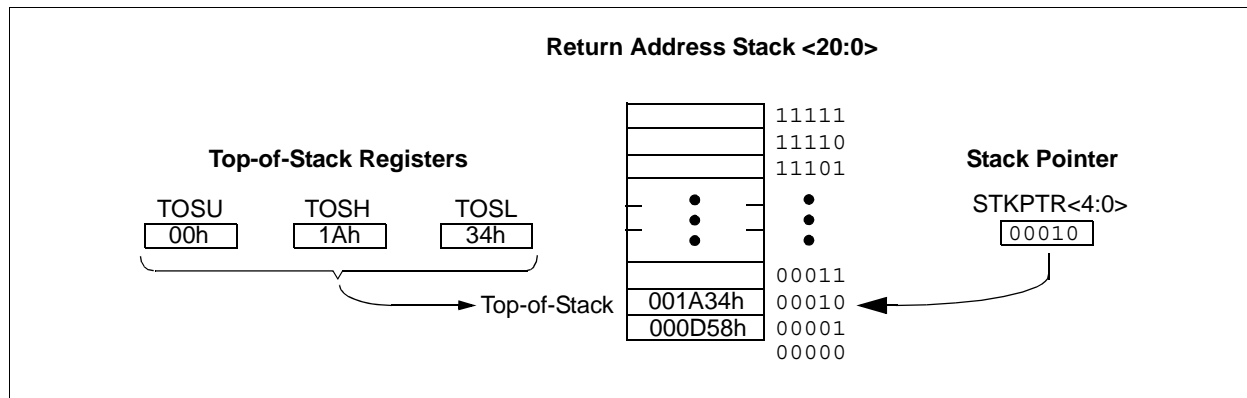 Return Address Stack <20:0>
11111
11110
11101
Top-of-Stack Registers
Stack Pointer
TOSU TOSH TOSL
STKPTR<4:0>
00h 1Ah 34h
00010
00011
Top-of-Stack 001A34h 00010
000D58h 00001
00000